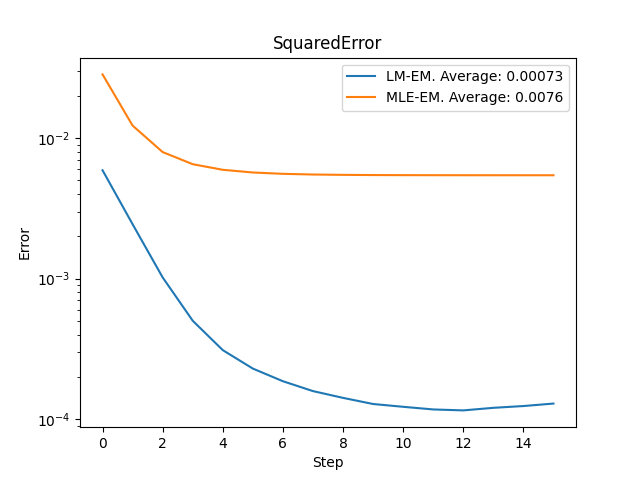 SquaredError
LM-EM. Average: 0.00073
MLE-EM. Average: 0.0076
Error
10⁻²
10⁻³
10⁻⁴
0 2 4 6 8 10 12 14
Step